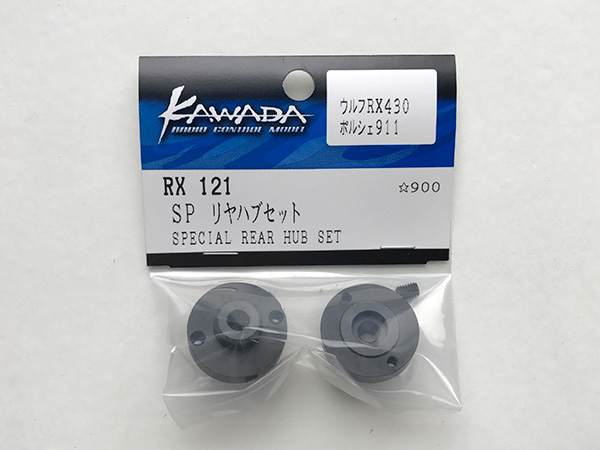 KAWADA
RADIO CONTROL MODEL
ウルフRX430
ポルシェ911
RX 121
☆900
SP リヤハブセット
SPECIAL REAR HUB SET